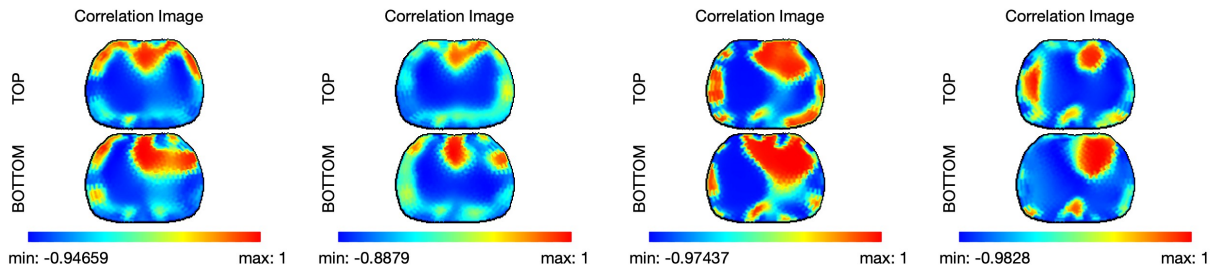 Correlation Image
TOP
BOTTOM
min: -0.94659 max: 1
Correlation Image
TOP
BOTTOM
min: -0.8879 max: 1
Correlation Image
TOP
BOTTOM
min: -0.97437 max: 1
Correlation Image
TOP
BOTTOM
min: -0.9828 max: 1